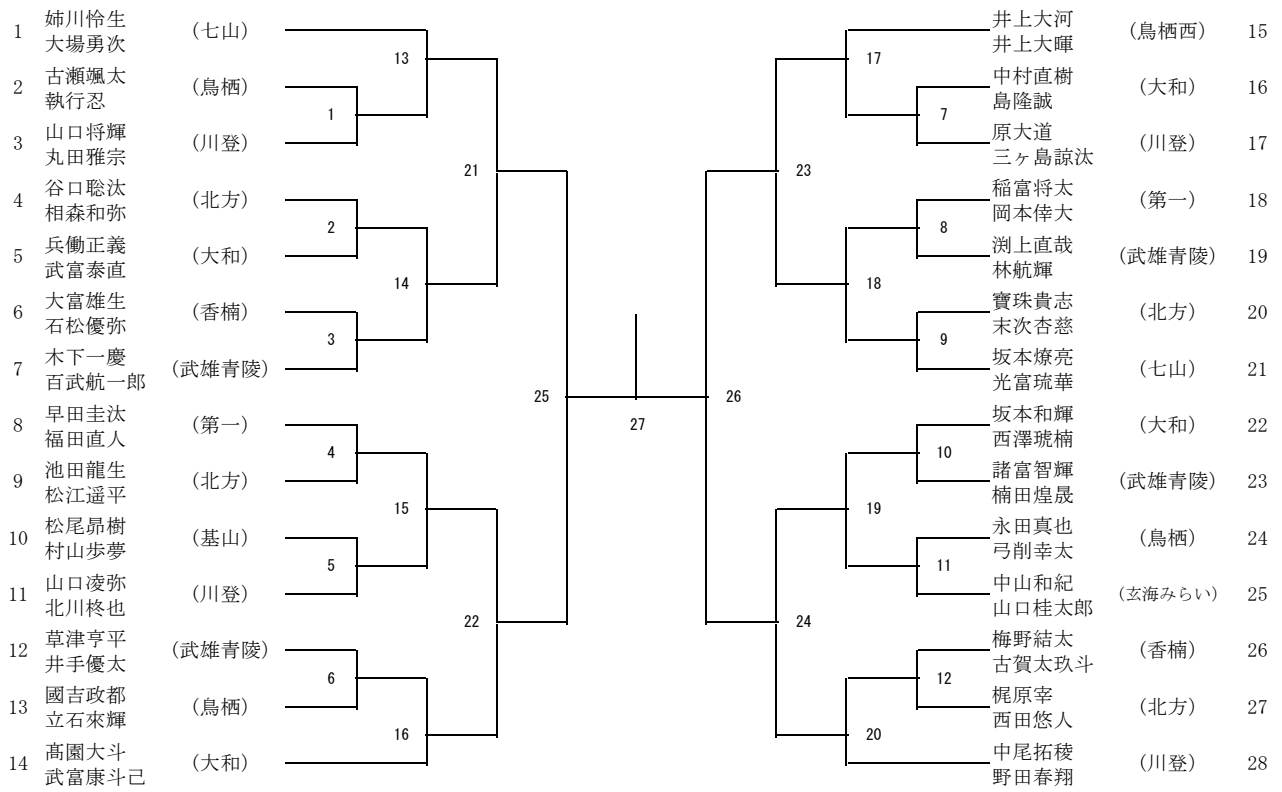 1 姉川怜生 (七山)
大場勇次
2 古瀬颯太 (鳥栖)
執行忍
3 山口将輝 (川登)
丸田雅宗
4 谷口聡汰 (北方)
相森和弥
5 兵働正義 (大和)
武富泰直
6 大富雄生 (香楠)
石松優弥
7 木下一慶 (武雄青陵)
百武航一郎
8 早田圭汰 (第一)
福田直人
9 池田龍生 (北方)
松江遥平
10 松尾昴樹 (基山)
村山歩夢
11 山口凌弥 (川登)
北川柊也
12 草津亨平 (武雄青陵)
井手優太
13 國吉政都 (鳥栖)
立石來輝
14 髙園大斗 (大和)
武富康斗己
13
1
21
2
14
3
25
4
15
5
22
6
16
27
17
7
23
8
18
9
26
10
19
11
24
12
20
井上大河 (鳥栖西) 15
井上大暉
中村直樹 (大和) 16
島隆誠
原大道 (川登) 17
三ヶ島諒汰
稲富将太 (第一) 18
岡本倖大
渕上直哉 (武雄青陵) 19
林航輝
寶珠貴志 (北方) 20
末次杏慈
坂本燎亮 (七山) 21
光富琉華
坂本和輝 (大和) 22
西澤琥楠
諸富智輝 (武雄青陵) 23
楠田煌晟
永田真也 (鳥栖) 24
弓削幸太
中山和紀 (玄海みらい) 25
山口桂太郎
梅野結太 (香楠) 26
古賀太玖斗
梶原宰 (北方) 27
西田悠人
中尾拓稜 (川登) 28
野田春翔